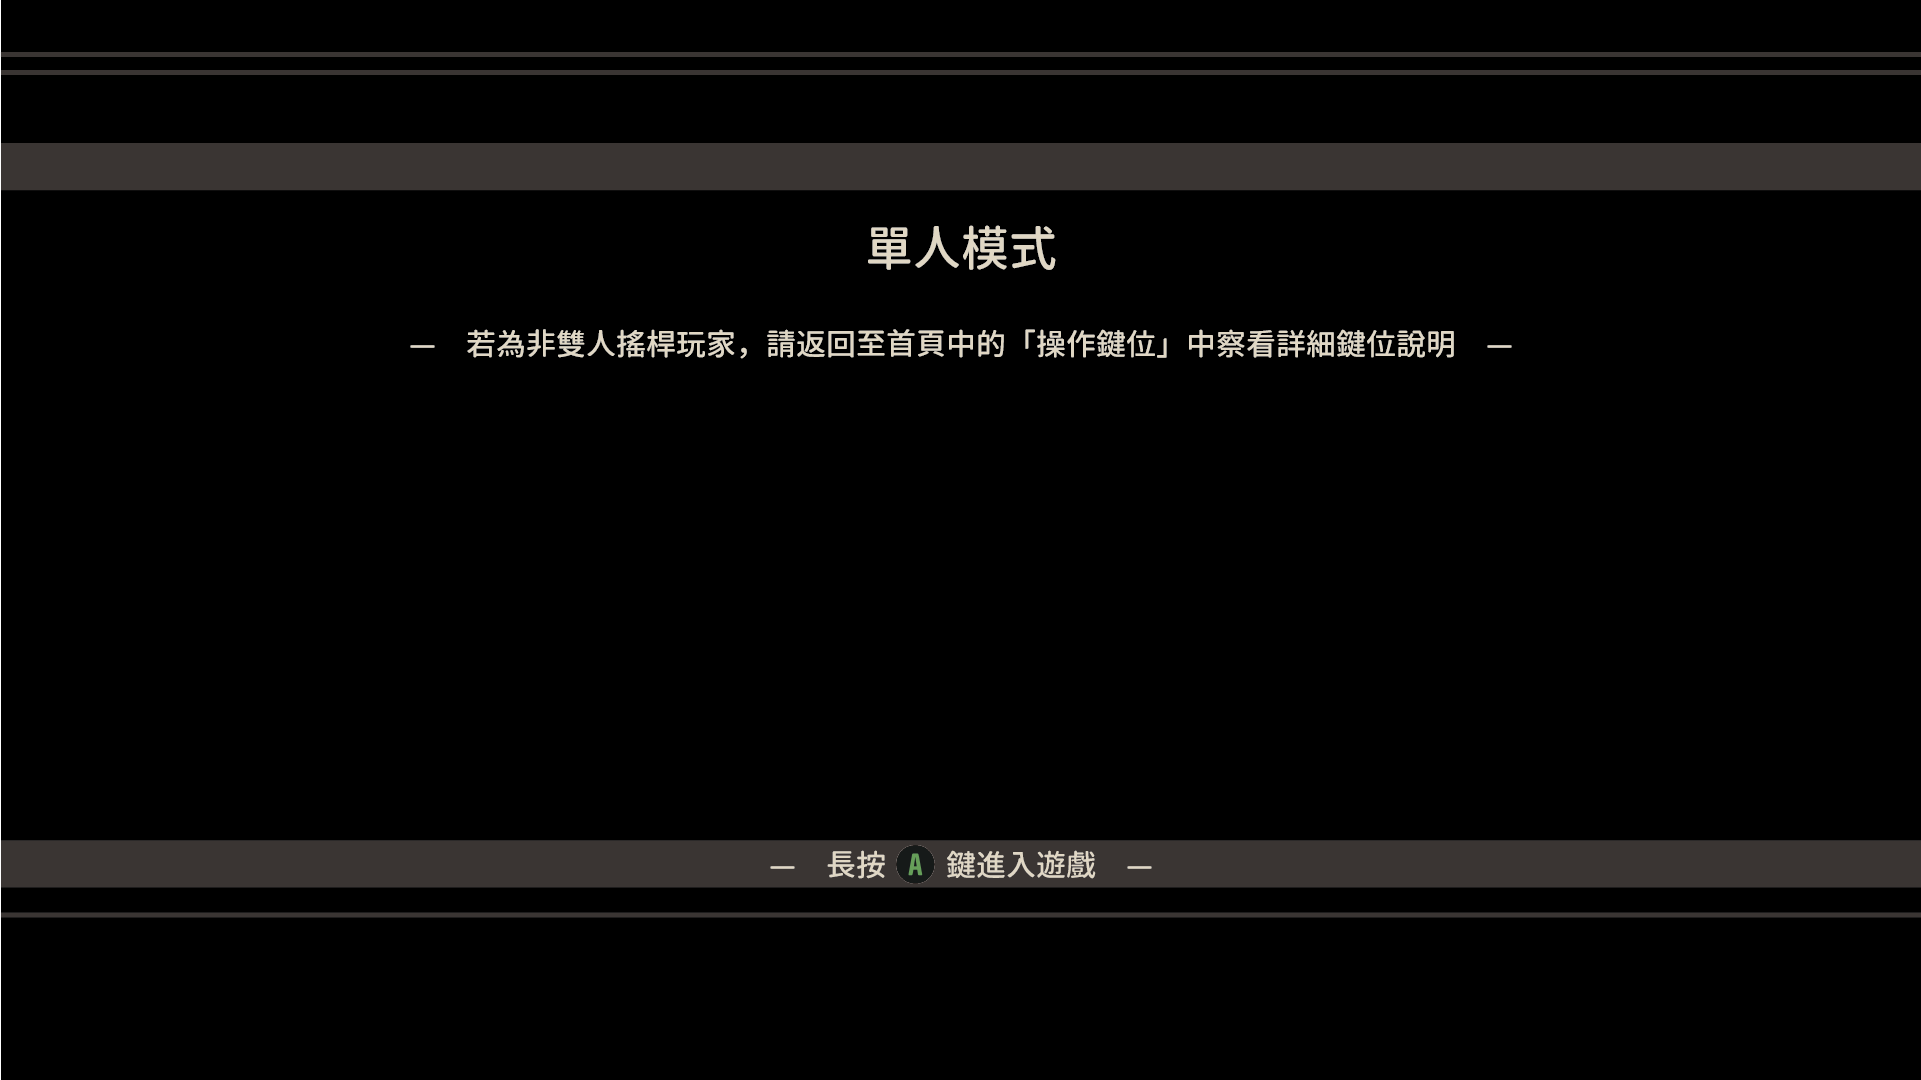 單人模式
— 若為非雙人搖桿玩家，請返回至首頁中的「操作鍵位」中察看詳細鍵位說明 —
— 長按 A 鍵進入遊戲 —